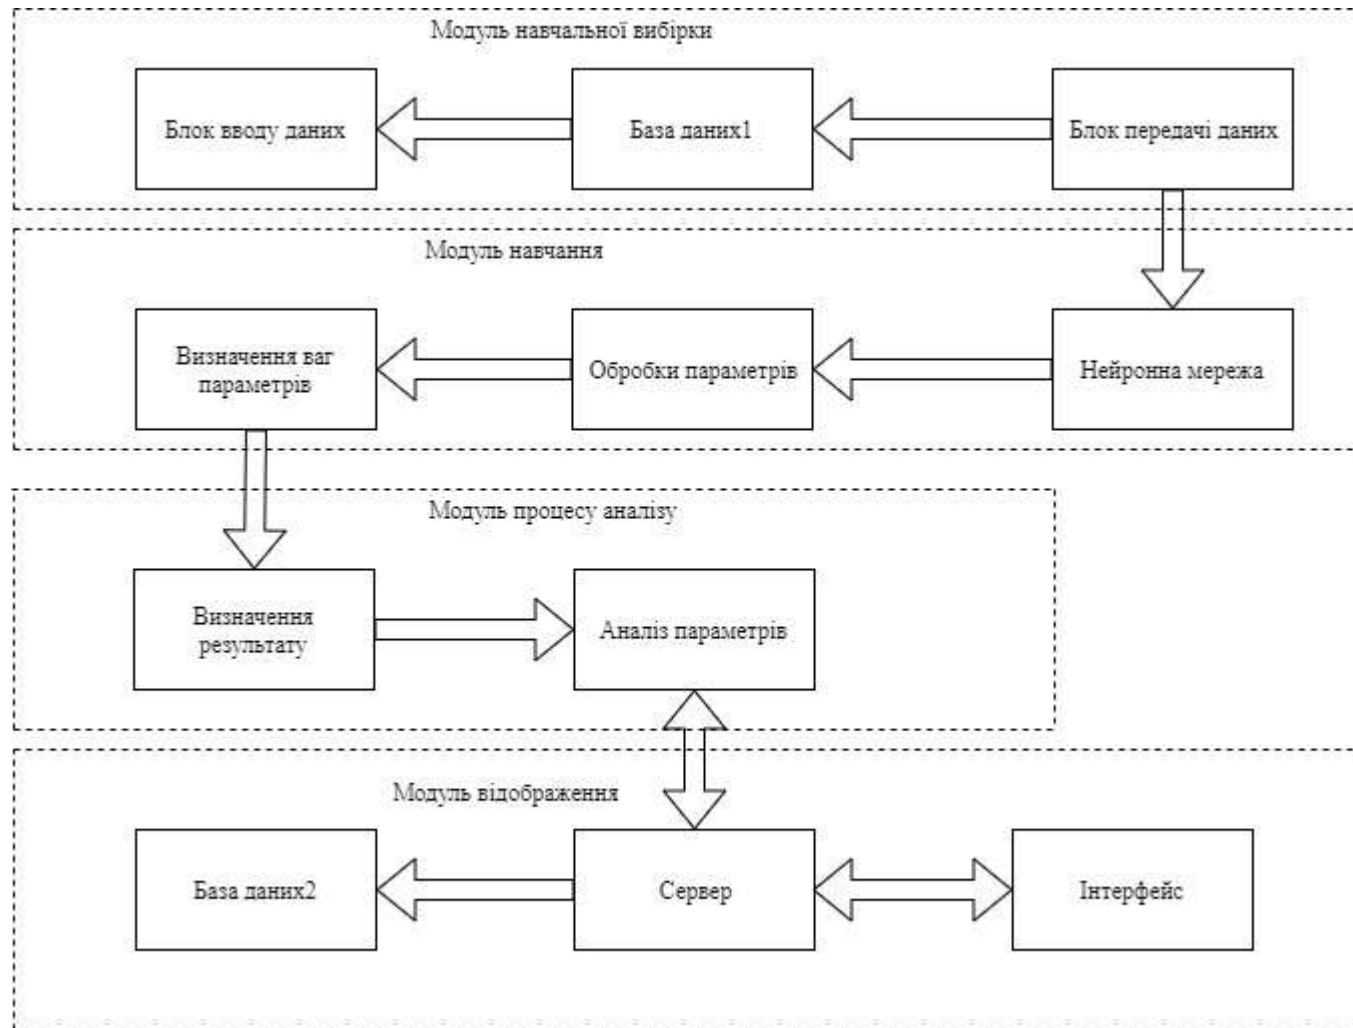 Модуль навчальної вибірки
Блок вводу даних
База даних1
Блок передачі даних
Модуль навчання
Визначення ваг
параметрів
Обробки параметрів
Нейронна мережа
Модуль процесу аналізу
Визначення
результату
Аналіз параметрів
Модуль відображення
База даних2
Сервер
Інтерфейс